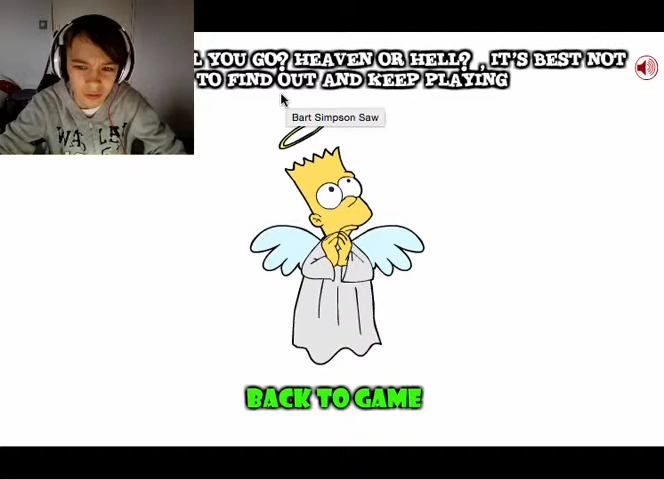 L YOU GO? HEAVEN OR HELL? , IT'S BEST NOT
TO FIND OUT AND KEEP PLAYING
Bart Simpson Saw
BACK TO GAME